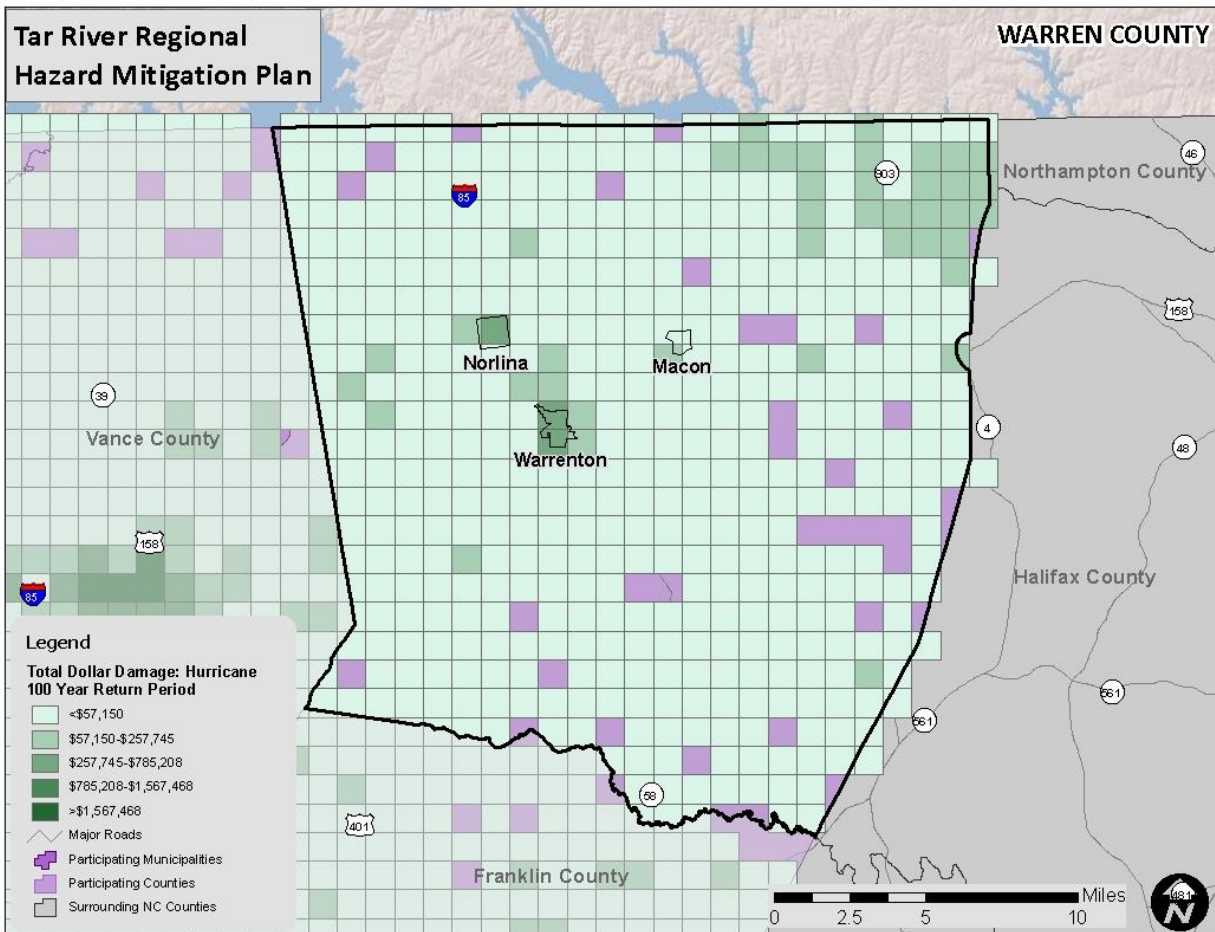 Tar River Regional
Hazard Mitigation Plan
WARREN COUNTY
46
903
Northampton County
85
158
Norlina
Macon
39
Vance County
4
48
Warrenton
158
85
Halifax County
Legend
Total Dollar Damage: Hurricane
100 Year Return Period
<$57,150
$57,150-$257,745
$257,745-$785,208
$785,208-$1,567,468
>$1,567,468
Major Roads
Participating Municipalities
Participating Counties
Surrounding NC Counties
561
561
58
401
Franklin County
Miles
0 2.5 5 10
481
N